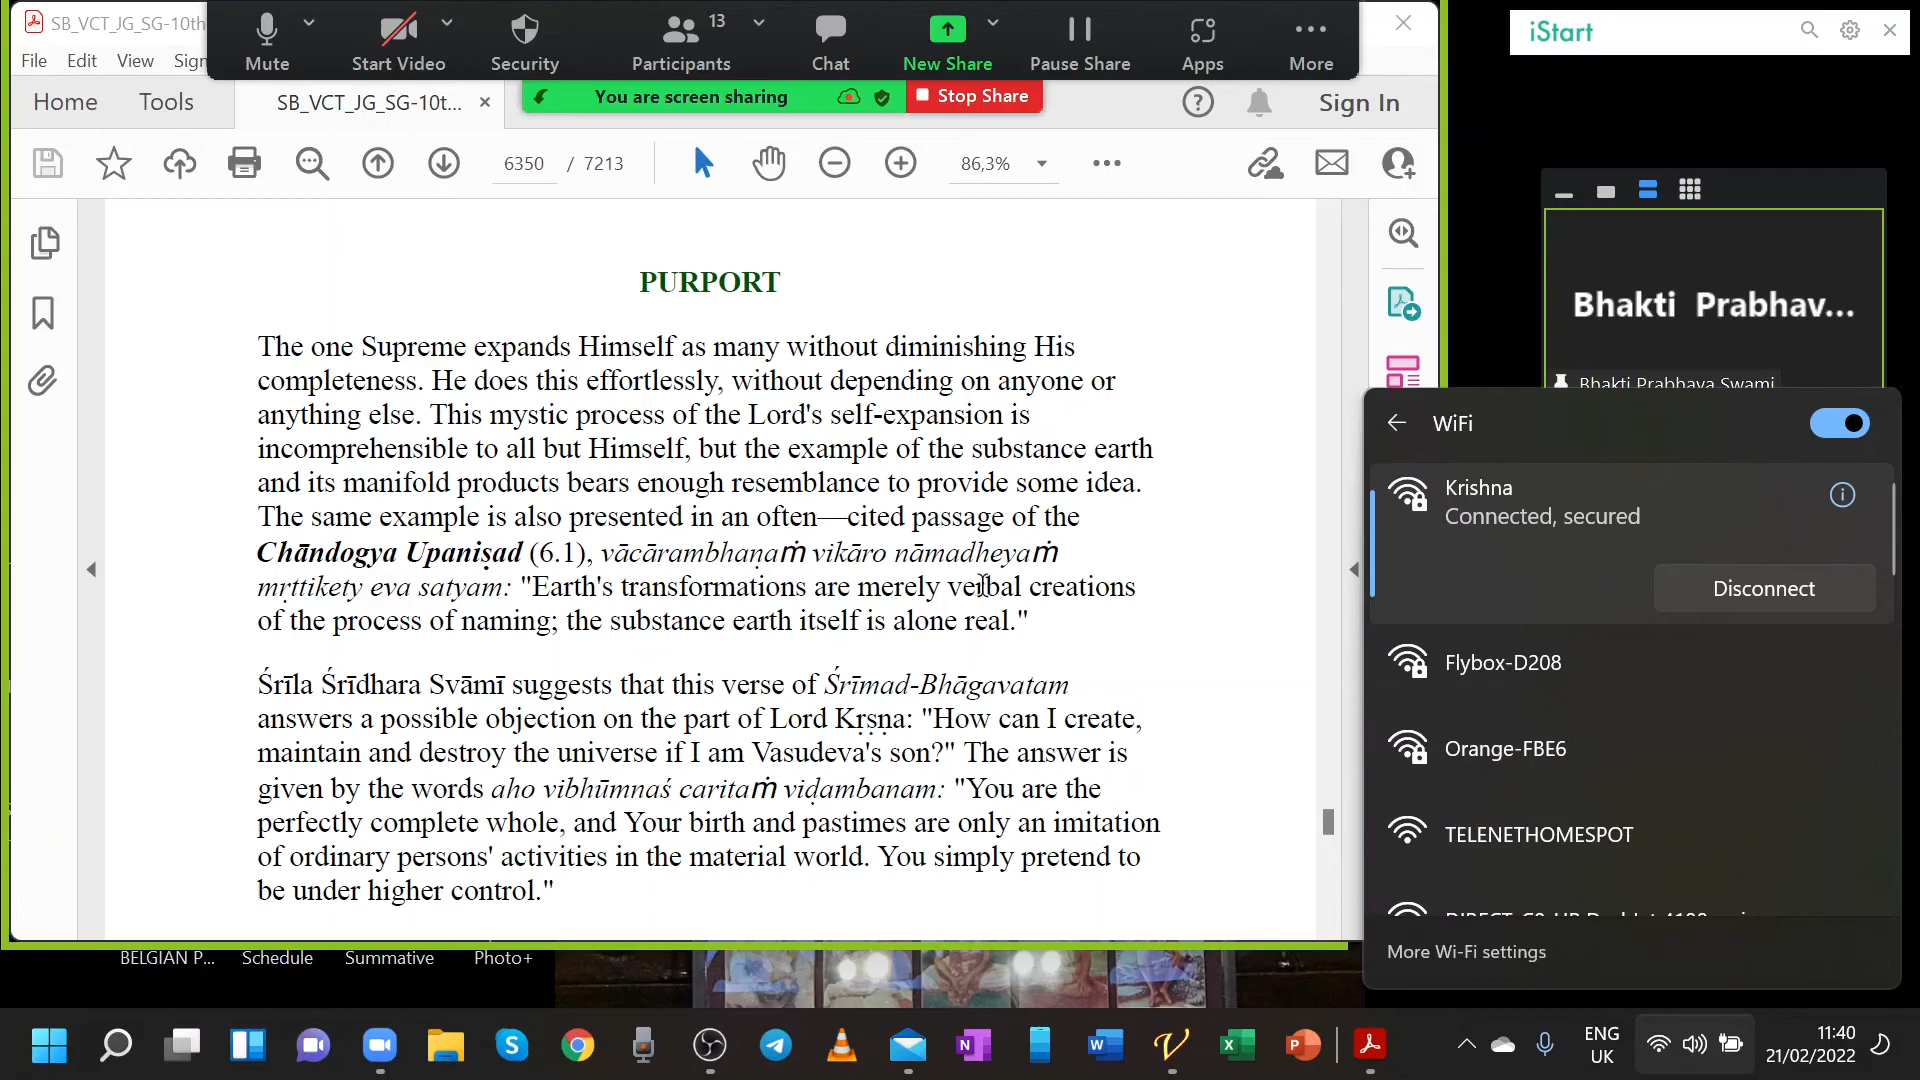 SB_VCT_JG_SG-10th
File Edit View Sign
Mute Start Video Security Participants 13 Chat New Share Pause Share Apps More
You are screen sharing Stop Share
Home Tools SB_VCT_JG_SG-10t... Sign In
6350 / 7213 86,3%
PURPORT
The one Supreme expands Himself as many without diminishing His
completeness. He does this effortlessly, without depending on anyone or
anything else. This mystic process of the Lord's self-expansion is
incomprehensible to all but Himself, but the example of the substance earth
and its manifold products bears enough resemblance to provide some idea.
The same example is also presented in an often—cited passage of the
Chāndogya Upaniṣad (6.1), vācārambhaṇaṁ vikāro nāmadheyaṁ
mṛttikety eva satyam: "Earth's transformations are merely verbal creations
of the process of naming; the substance earth itself is alone real."
Śrīla Śrīdhara Svāmī suggests that this verse of Śrīmad-Bhāgavatam
answers a possible objection on the part of Lord Kṛṣṇa: "How can I create,
maintain and destroy the universe if I am Vasudeva's son?" The answer is
given by the words aho vibhūmnaś caritaṁ viḍambanam: "You are the
perfectly complete whole, and Your birth and pastimes are only an imitation
of ordinary persons' activities in the material world. You simply pretend to
be under higher control."
iStart
Bhakti Prabhav...
Bhakti Prabhava Swami
WiFi
Krishna
Connected, secured
Disconnect
Flybox-D208
Orange-FBE6
TELENETHOMESPOT
More Wi-Fi settings
BELGIAN P... Schedule Summative Photo+
ENG
UK
11:40
21/02/2022